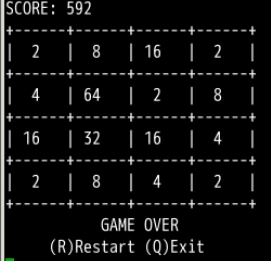 SCORE: 592
+------+------+------+------+
|  2   |  8   | 16   |  2   |
+------+------+------+------+
|  4   | 64   |  2   |  8   |
+------+------+------+------+
| 16   | 32   | 16   |  4   |
+------+------+------+------+
|  2   |  8   |  4   |  2   |
+------+------+------+------+
GAME OVER
(R)Restart (Q)Exit